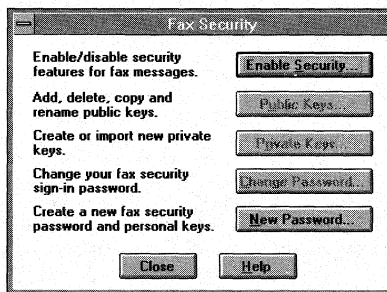 Fax Security
Enable/disable security
features for fax messages.
Enable Security...
Add, delete, copy and
rename public keys.
Public Keys...
Create or import new private
keys.
Private Keys...
Change your fax security
sign-in password.
Change Password...
Create a new fax security
password and personal keys.
New Password...
Close
Help